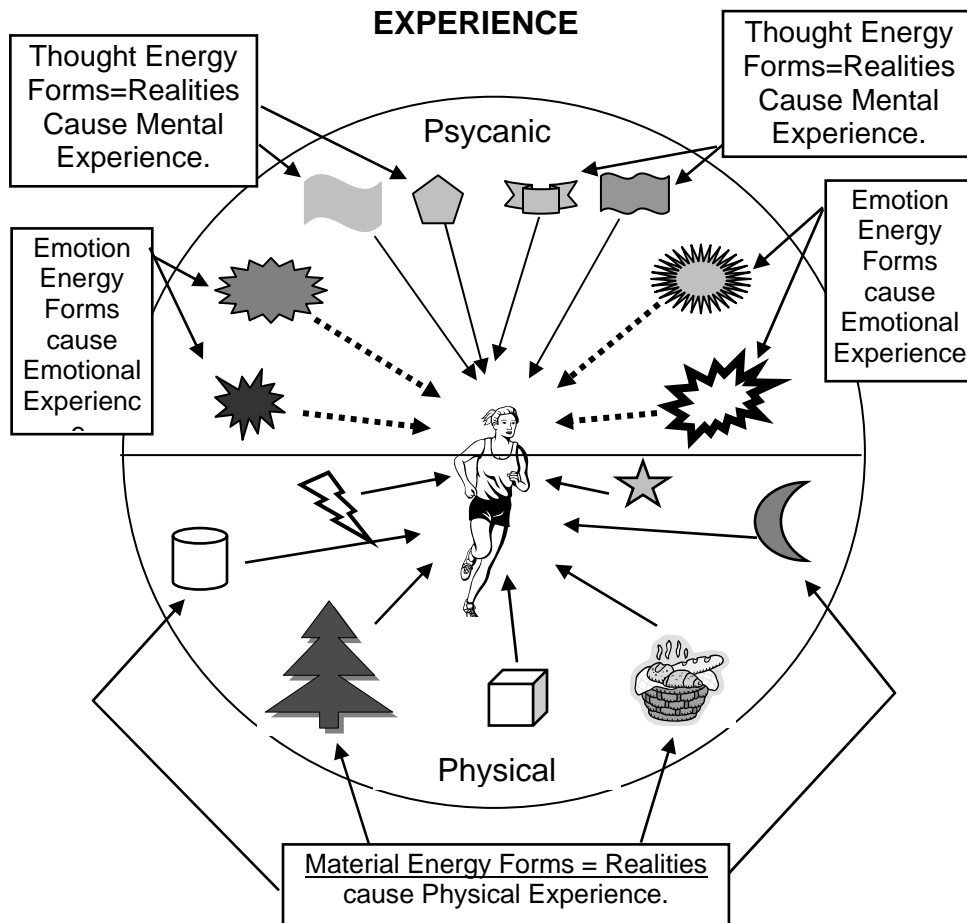 EXPERIENCE
Thought Energy
Forms=Realities
Cause Mental
Experience.
Thought Energy
Forms=Realities
Cause Mental
Experience.
Psycanic
Emotion
Energy
Forms
cause
Emotional
Experienc
Emotion
Energy
Forms
cause
Emotional
Experience
Physical
Material Energy Forms = Realities
cause Physical Experience.